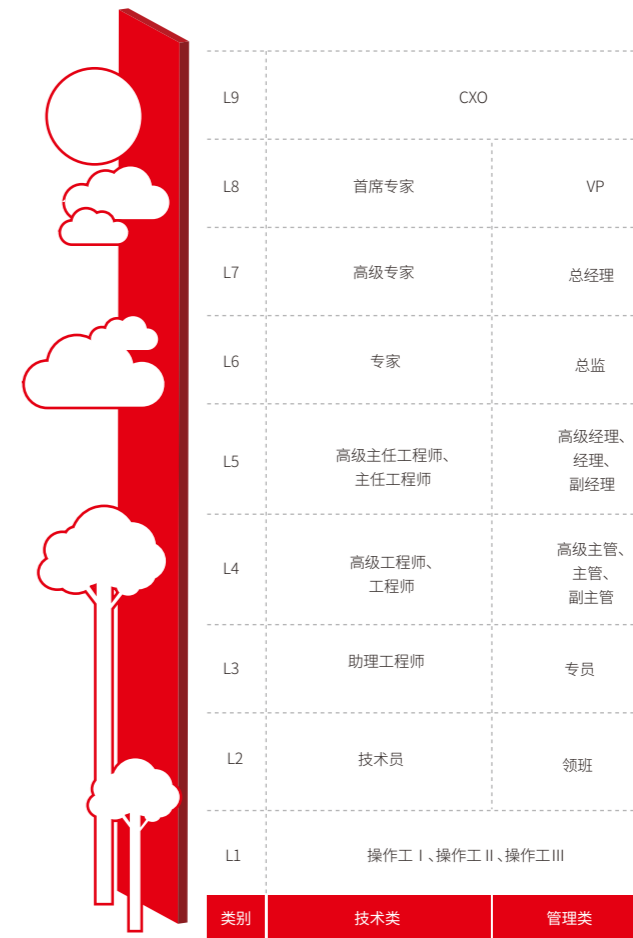 L9
CXO
L8
首席专家
VP
L7
高级专家
总经理
L6
专家
总监
L5
高级主任工程师、
主任工程师
高级经理、
经理、
副经理
L4
高级工程师、
工程师
高级主管、
主管、
副主管
L3
助理工程师
专员
L2
技术员
领班
L1
操作工Ⅰ、操作工Ⅱ、操作工Ⅲ
类别
技术类
管理类